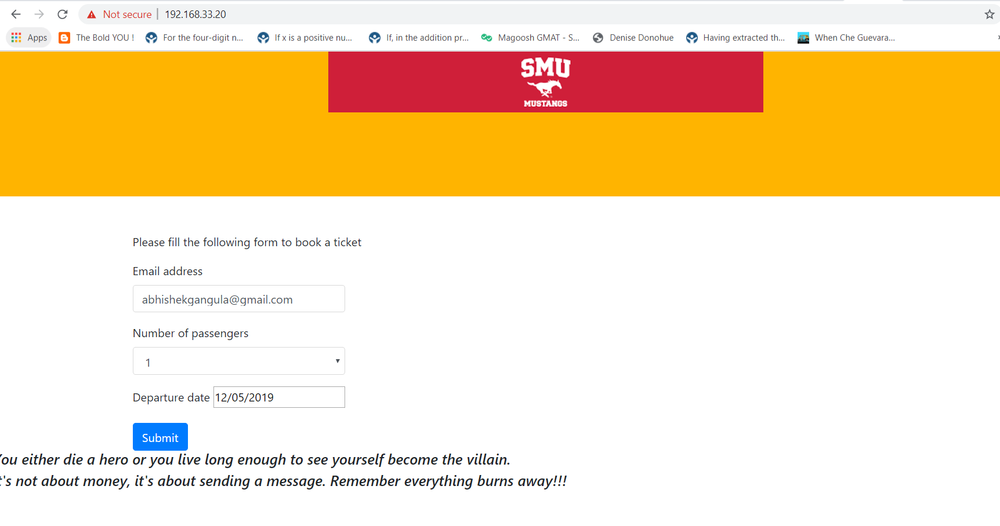 Not secure | 192.168.33.20
Apps The Bold YOU ! For the four-digit n... If x is a positive nu... If, in the addition pr... Magoosh GMAT - S... Denise Donohue Having extracted th... When Che Guevara...
SMU
MUSTANGS
Please fill the following form to book a ticket
Email address
abhishekgangula@gmail.com
Number of passengers
1
Departure date 12/05/2019
Submit
You either die a hero or you live long enough to see yourself become the villain.
t's not about money, it's about sending a message. Remember everything burns away!!!